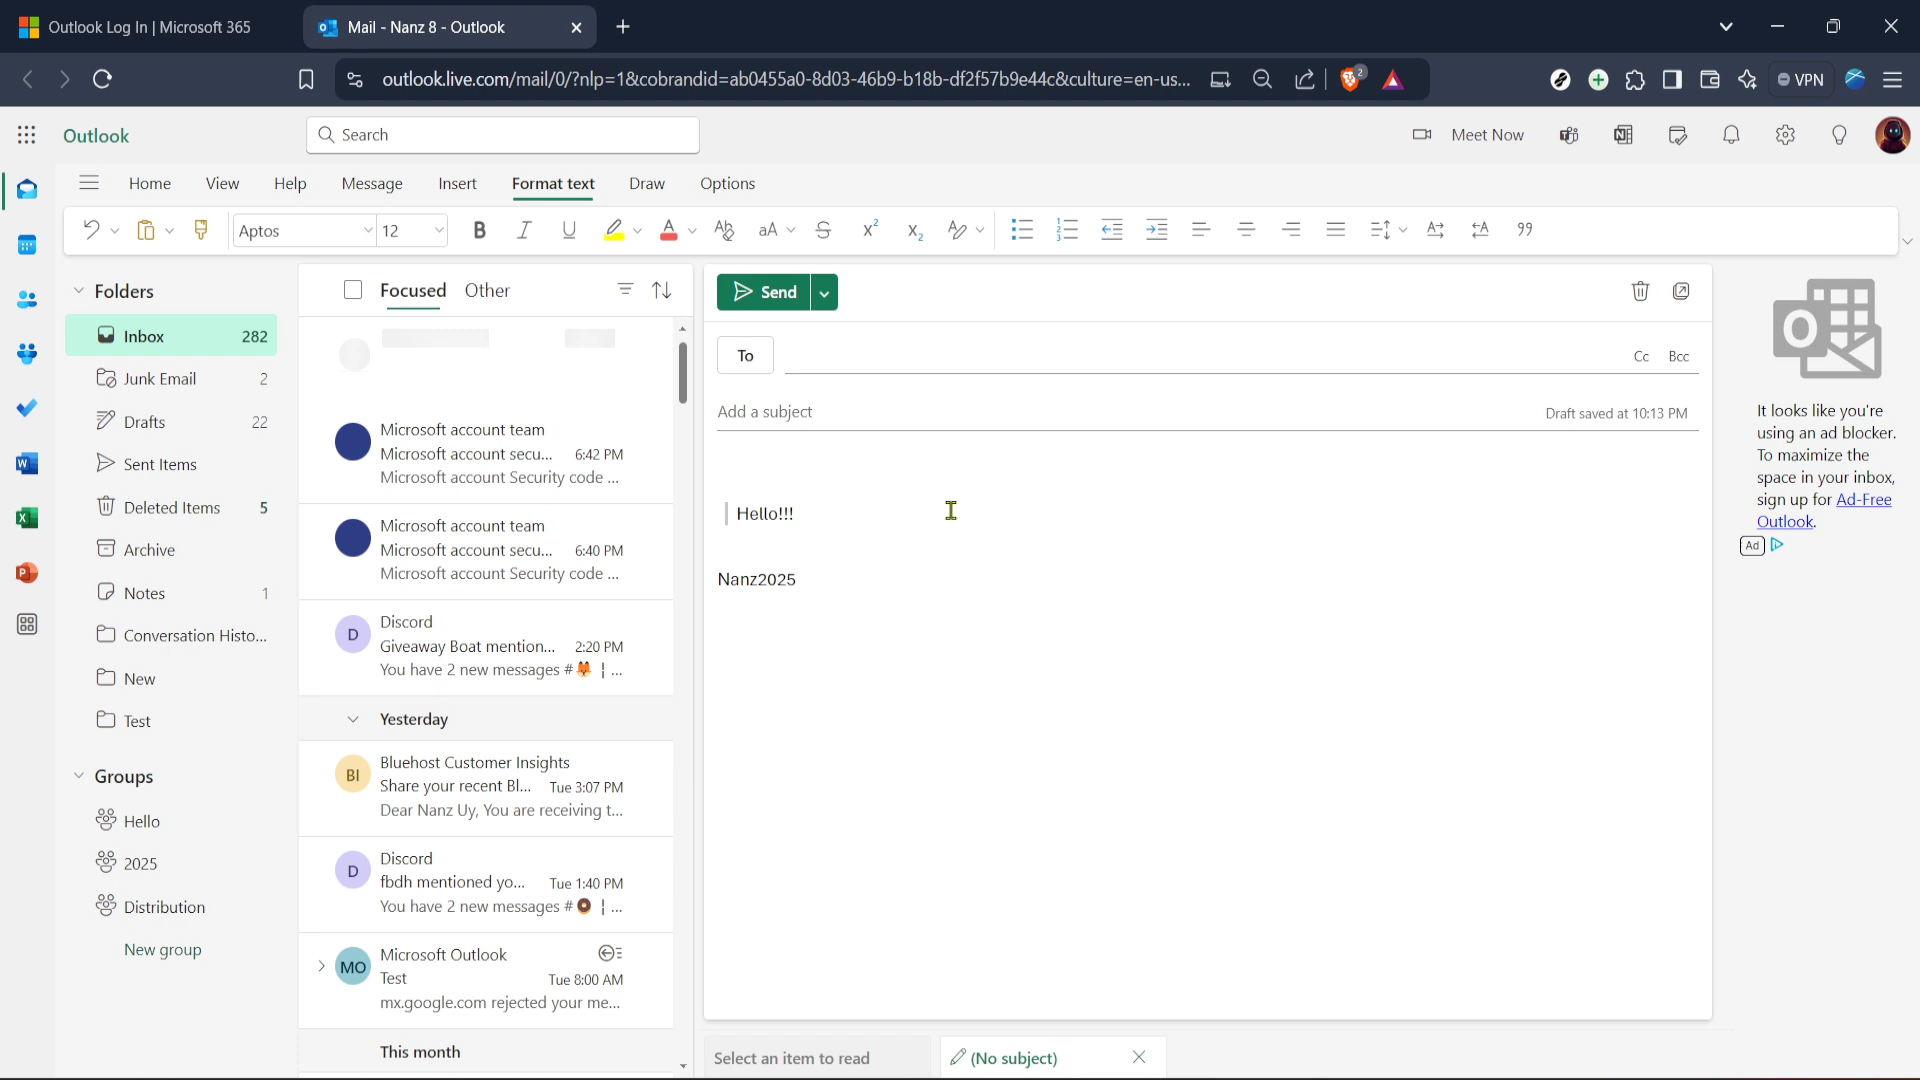 Outlook Log In | Microsoft 365
Mail - Nanz 8 - Outlook
outlook.live.com/mail/0/?nlp=1&cobrandid=ab0455a0-8d03-46b9-b18b-df2f57b9e44c&culture=en-us...
2
VPN
Outlook
Search
Meet Now
Home View Help Message Insert Format text Draw Options
Aptos 12
Folders
Inbox 282
Junk Email 2
Drafts 22
Sent Items
Deleted Items 5
Archive
Notes 1
Conversation Histo...
New
Test
Groups
Hello
2025
Distribution
New group
Focused Other
Microsoft account team
Microsoft account secu... 6:42 PM
Microsoft account Security code ...
Microsoft account team
Microsoft account secu... 6:40 PM
Microsoft account Security code ...
D Discord
Giveaway Boat mention... 2:20 PM
You have 2 new messages #🦊 ¦ ...
Yesterday
BI Bluehost Customer Insights
Share your recent Bl... Tue 3:07 PM
Dear Nanz Uy, You are receiving t...
D Discord
fbdh mentioned yo... Tue 1:40 PM
You have 2 new messages #🍩 ¦ ...
MO Microsoft Outlook
Test Tue 8:00 AM
mx.google.com rejected your me...
This month
Send
To Cc Bcc
Add a subject Draft saved at 10:13 PM
Hello!!!
Nanz2025
Select an item to read
(No subject)
It looks like you're
using an ad blocker.
To maximize the
space in your inbox,
sign up for Ad-Free
Outlook.
Ad